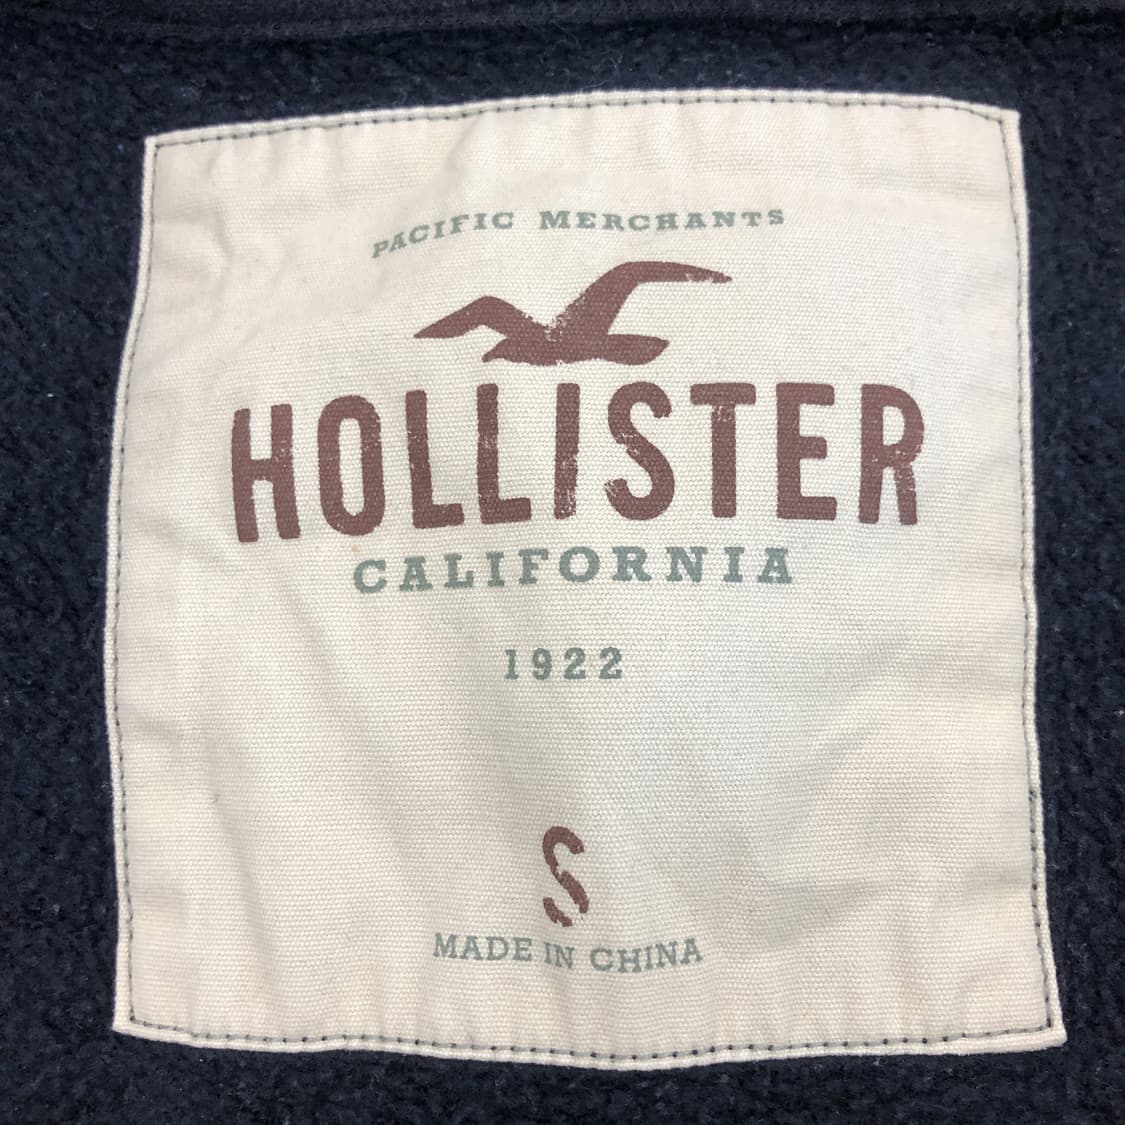 PACIFIC MERCHANTS
HOLLISTER
CALIFORNIA
1922
S
MADE IN CHINA